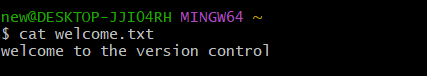 new@DESKTOP-JJIO4RH MINGW64 ~
$ cat welcome.txt
welcome to the version control